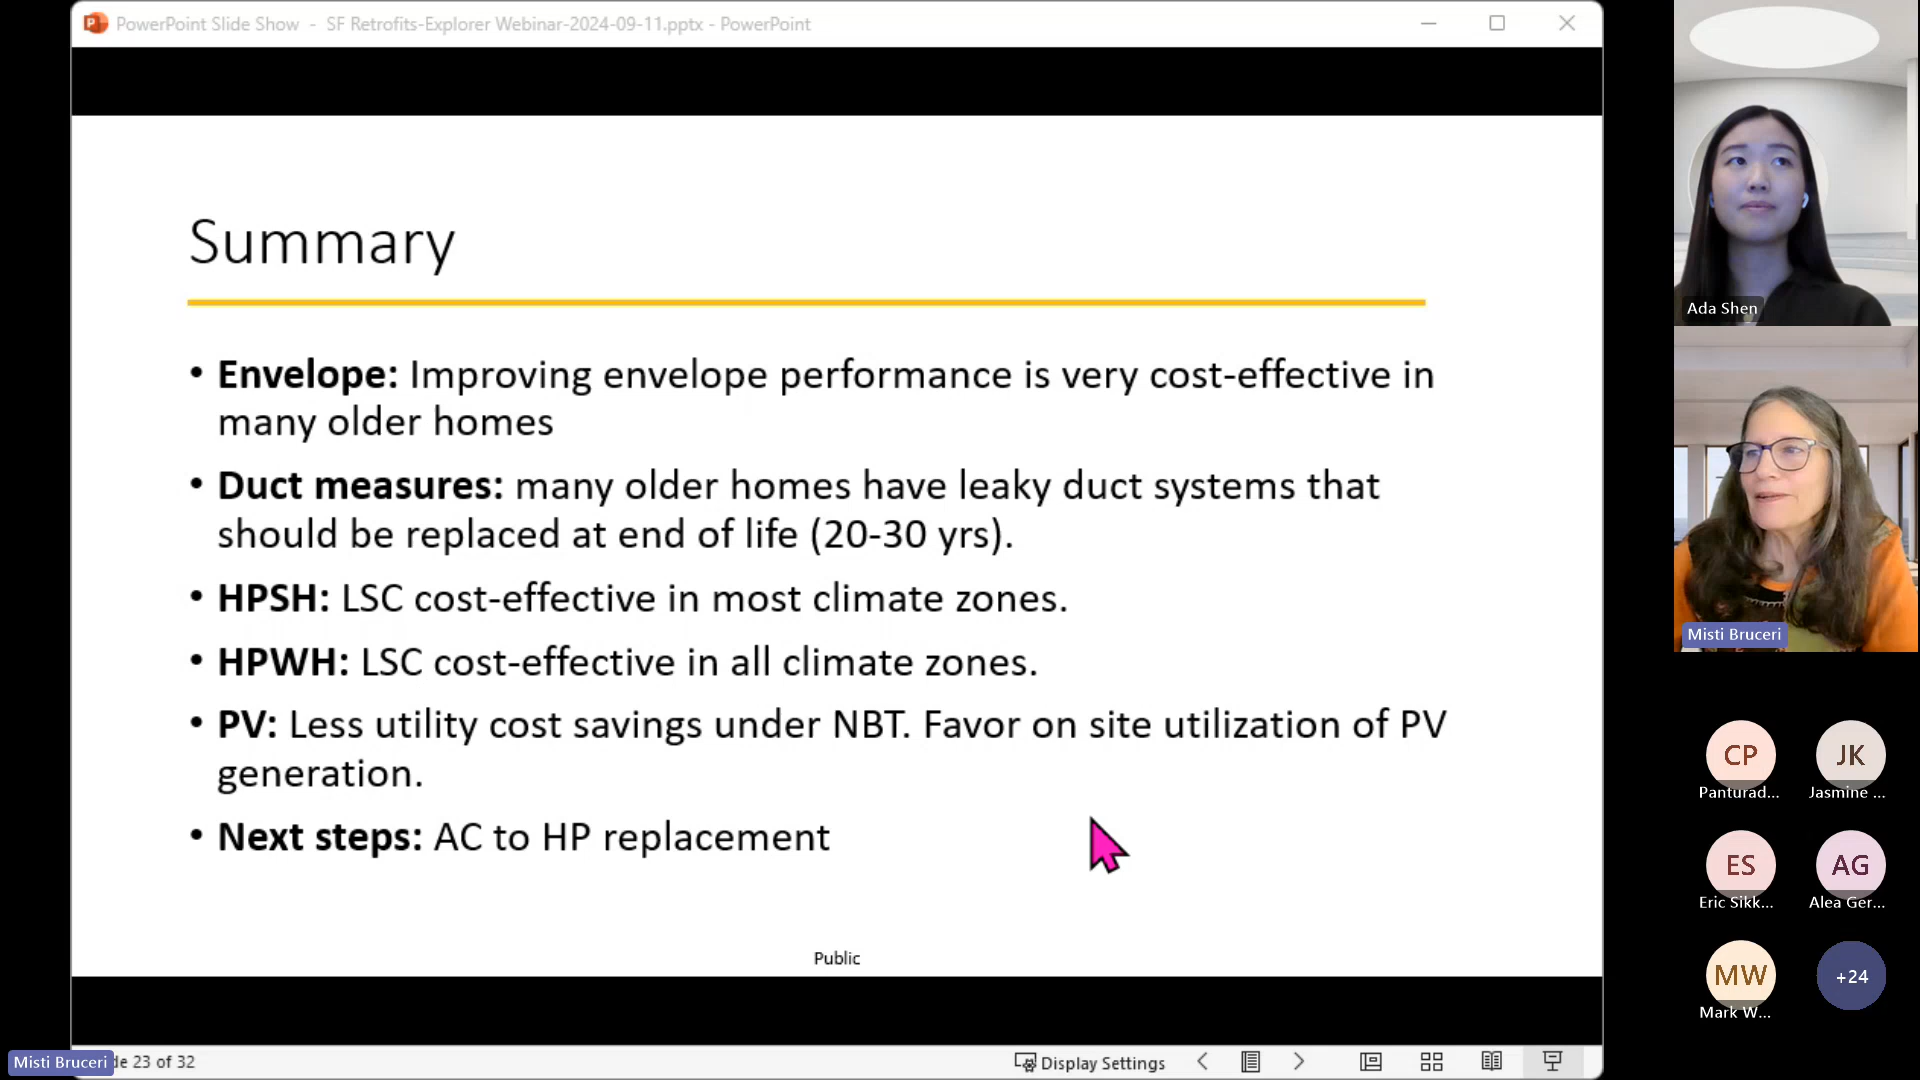 PowerPoint Slide Show - SF Retrofits-Explorer Webinar-2024-09-11.pptx - PowerPoint
Summary
• Envelope: Improving envelope performance is very cost-effective in
many older homes
• Duct measures: many older homes have leaky duct systems that
should be replaced at end of life (20-30 yrs).
• HPSH: LSC cost-effective in most climate zones.
• HPWH: LSC cost-effective in all climate zones.
• PV: Less utility cost savings under NBT. Favor on site utilization of PV
generation.
• Next steps: AC to HP replacement
Public
Misti Bruceri
de 23 of 32
Display Settings
Ada Shen
Misti Bruceri
CP
Panturad...
JK
Jasmine ...
ES
Eric Sikk...
AG
Alea Ger...
MW
Mark W...
+24